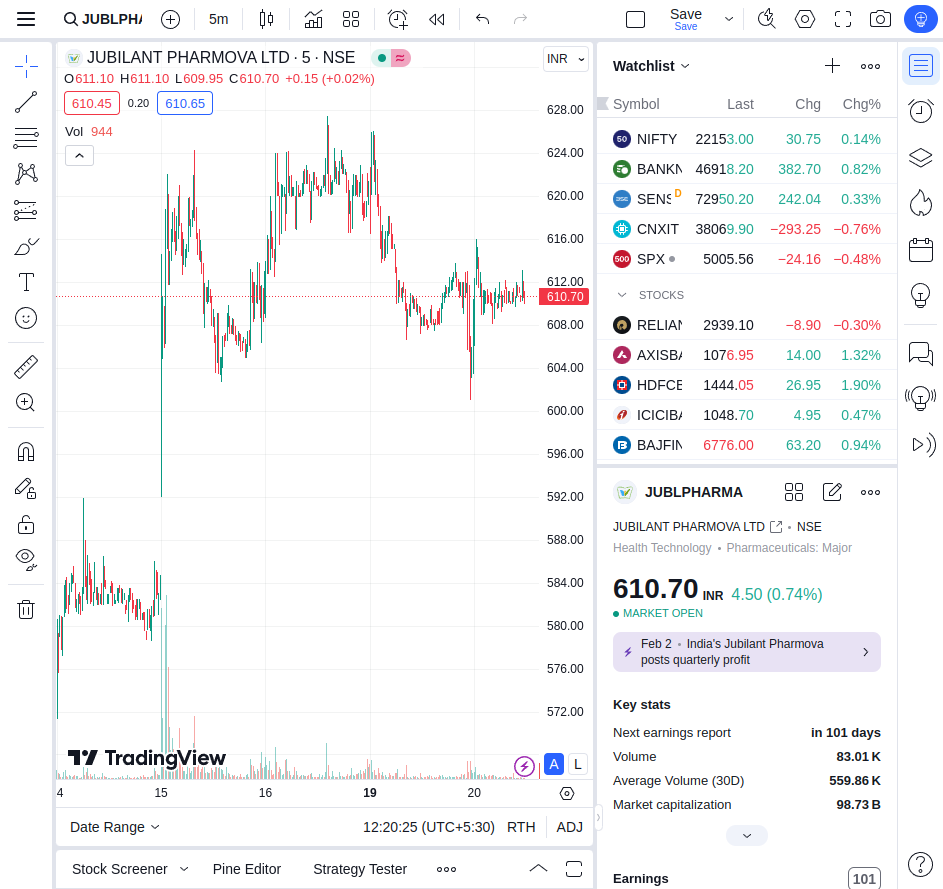 JUBLPHA
5m
Save
Save
JUBILANT PHARMOVA LTD · 5 · NSE
O611.10 H611.10 L609.95 C610.70 +0.15 (+0.02%)
610.45 0.20 610.65
Vol 944
INR
628.00
624.00
620.00
616.00
612.00
610.70
608.00
604.00
600.00
596.00
592.00
588.00
584.00
580.00
576.00
572.00
TradingView
A L
4 15 16 19 20
Date Range
12:20:25 (UTC+5:30) RTH ADJ
Stock Screener Pine Editor Strategy Tester
Watchlist
Symbol Last Chg Chg%
50 NIFTY 22153.00 30.75 0.14%
BANKN 46918.20 382.70 0.82%
SENS D 72950.20 242.04 0.33%
CNXIT 38069.90 −293.25 −0.76%
500 SPX 5005.56 −24.16 −0.48%
STOCKS
RELIAN 2939.10 −8.90 −0.30%
AXISBA 1076.95 14.00 1.32%
HDFCB 1444.05 26.95 1.90%
ICICIBA 1048.70 4.95 0.47%
BAJFIN 6776.00 63.20 0.94%
JUBLPHARMA
JUBILANT PHARMOVA LTD • NSE
Health Technology • Pharmaceuticals: Major
610.70 INR 4.50 (0.74%)
MARKET OPEN
Feb 2 • India's Jubilant Pharmova
posts quarterly profit
Key stats
Next earnings report in 101 days
Volume 83.01 K
Average Volume (30D) 559.86 K
Market capitalization 98.73 B
Earnings 101